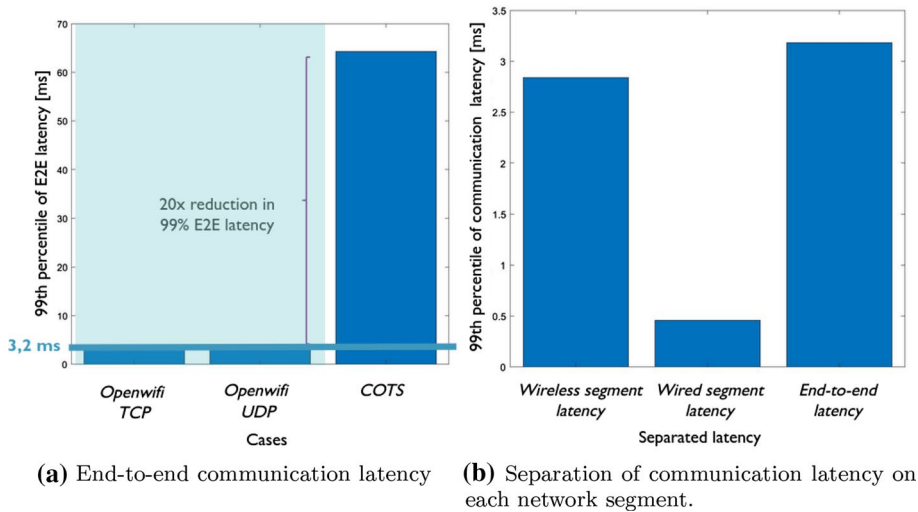 99th percentile of E2E latency [ms]
70
60
50
40
30
20
10
0
20x reduction in
99% E2E latency
3,2 ms
Openwifi
TCP
Openwifi
UDP
COTS
Cases
(a) End-to-end communication latency
99th percentile of communication latency [ms]
3.5
3
2.5
2
1.5
1
0.5
0
Wireless segment
latency
Wired segment
latency
End-to-end
latency
Separated latency
(b) Separation of communication latency on
each network segment.